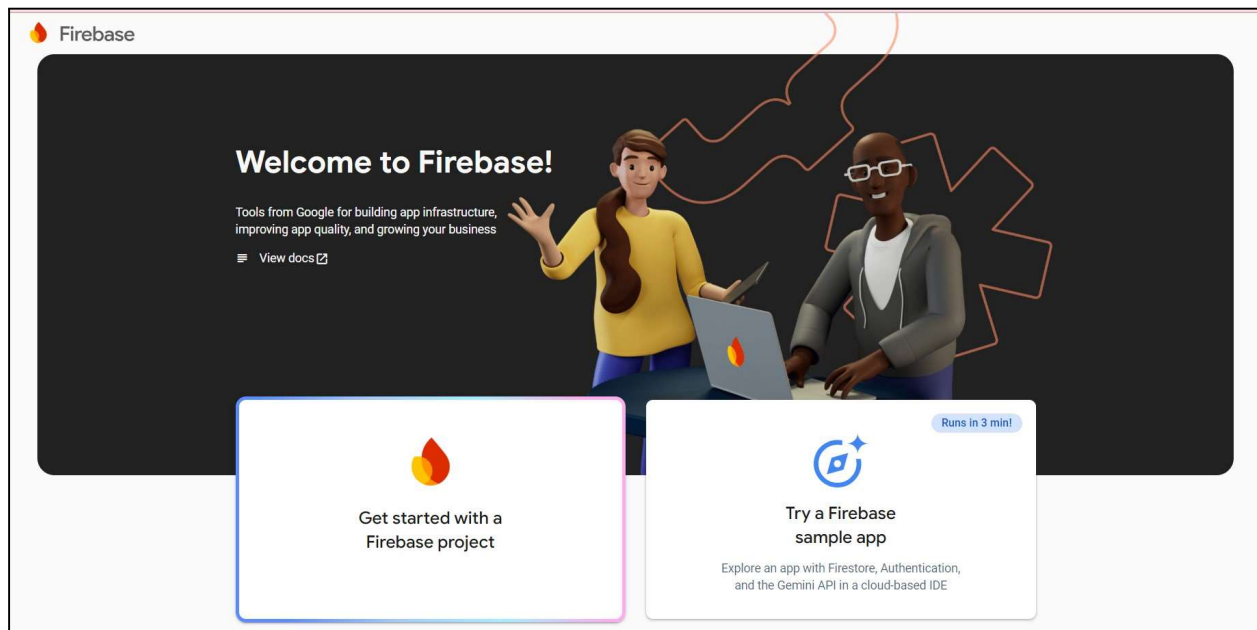 Firebase
Welcome to Firebase!
Tools from Google for building app infrastructure,
improving app quality, and growing your business
View docs
Get started with a
Firebase project
Runs in 3 min!
Try a Firebase
sample app
Explore an app with Firestore, Authentication,
and the Gemini API in a cloud-based IDE